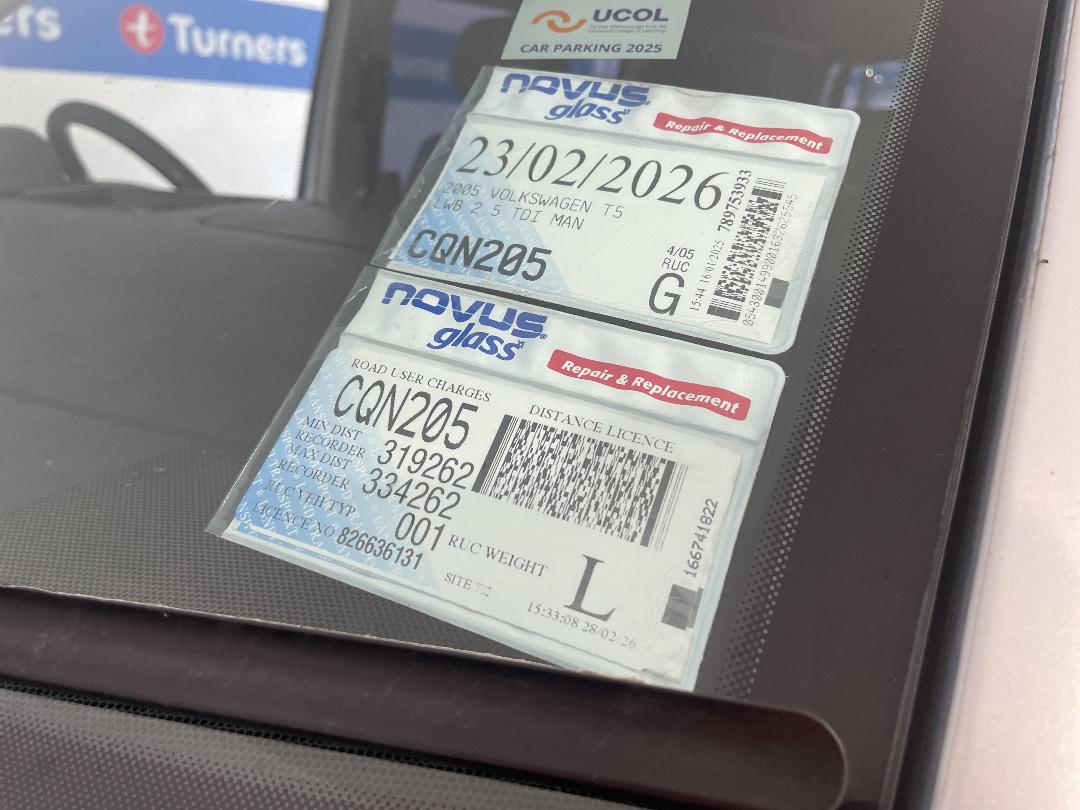 ers
Turners
UCOL
CAR PARKING 2025
novus
glass
Repair & Replacement
23/02/2026
2005 VOLKSWAGEN T5
LWB 2 5 TDI MAN
CQN205
4/05
RUC
G
15:44 16/01/2025 789753933
novus
glass
Repair & Replacement
ROAD USER CHARGES
CQN205
DISTANCE LICENCE
MIN DIST
RECORDER 319262
MAX DIST
RECORDER 334262
RUC VEH TYP 001
LICENCE NO 826636131
RUC WEIGHT L
SITE
15:33:08 28/02/26
166741822